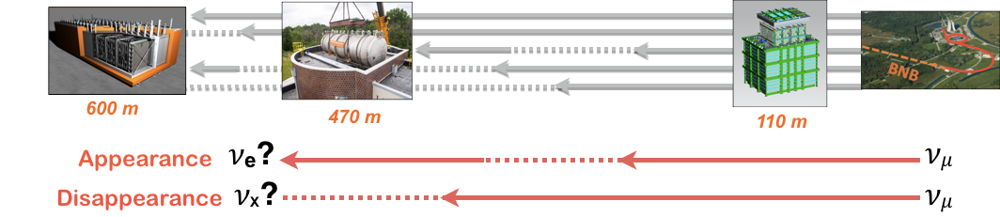 BNB
600 m
470 m
110 m
Appearance νe? νμ
Disappearance νx? νμ